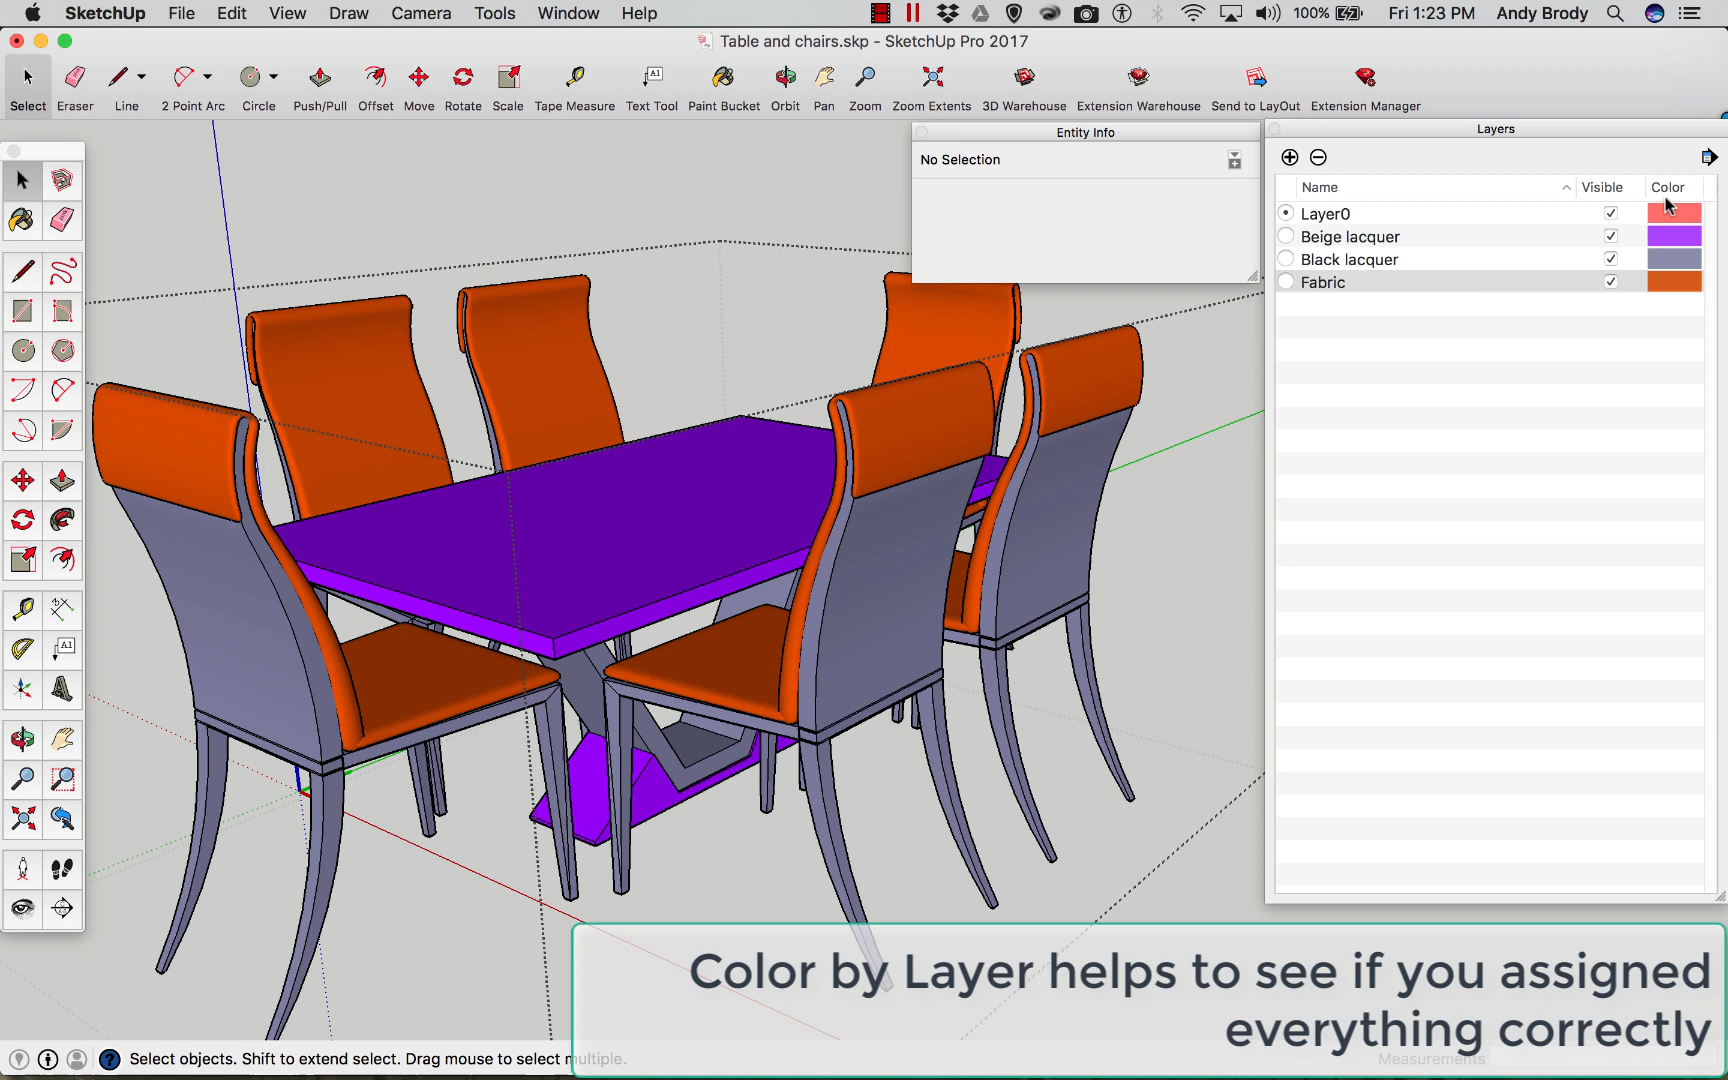 SketchUp File Edit View Draw Camera Tools Window Help 100% Fri 1:23 PM Andy Brody
Table and chairs.skp - SketchUp Pro 2017
Select Eraser Line 2 Point Arc Circle Push/Pull Offset Move Rotate Scale Tape Measure Text Tool Paint Bucket Orbit Pan Zoom Zoom Extents 3D Warehouse Extension Warehouse Send to LayOut Extension Manager
Entity Info
No Selection
Layers
Name Visible Color
Layer0
Beige lacquer
Black lacquer
Fabric
Color by Layer helps to see if you assigned
everything correctly
Select objects. Shift to extend select. Drag mouse to select multiple.
Measurements